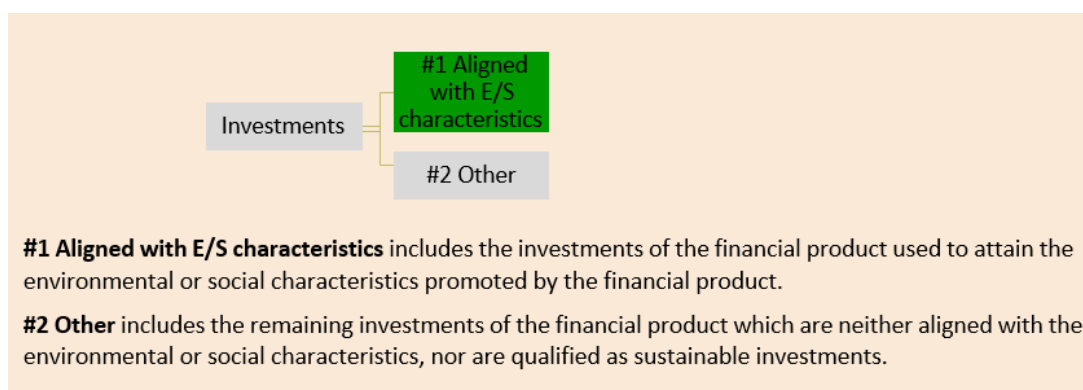 #1 Aligned
with E/S
characteristics
Investments
#2 Other
#1 Aligned with E/S characteristics includes the investments of the financial product used to attain the
environmental or social characteristics promoted by the financial product.
#2 Other includes the remaining investments of the financial product which are neither aligned with the
environmental or social characteristics, nor are qualified as sustainable investments.